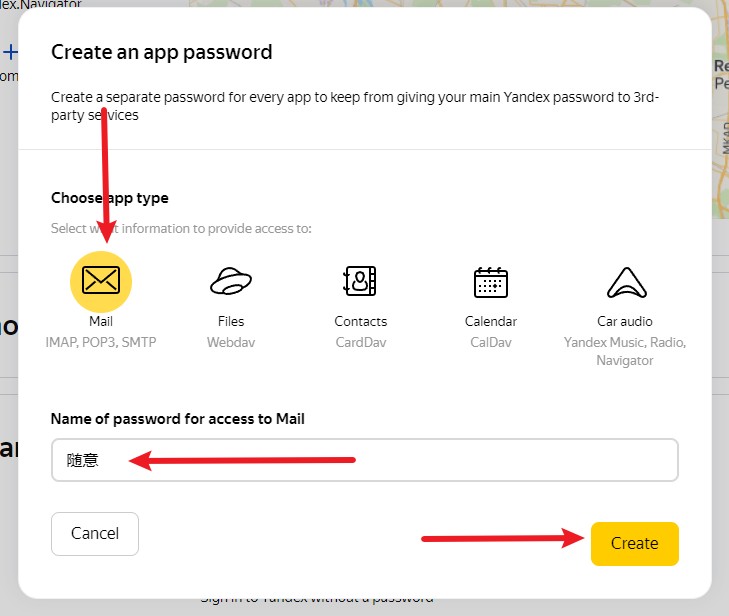 ex.Navigator
Create an app password
Create a separate password for every app to keep from giving your main Yandex password to 3rd-
party services
Choose app type
Select what information to provide access to:
Mail
IMAP, POP3, SMTP
Files
Webdav
Contacts
CardDav
Calendar
CalDav
Car audio
Yandex Music, Radio,
Navigator
Name of password for access to Mail
随意
Cancel
Create
Sign in to Yandex without a password